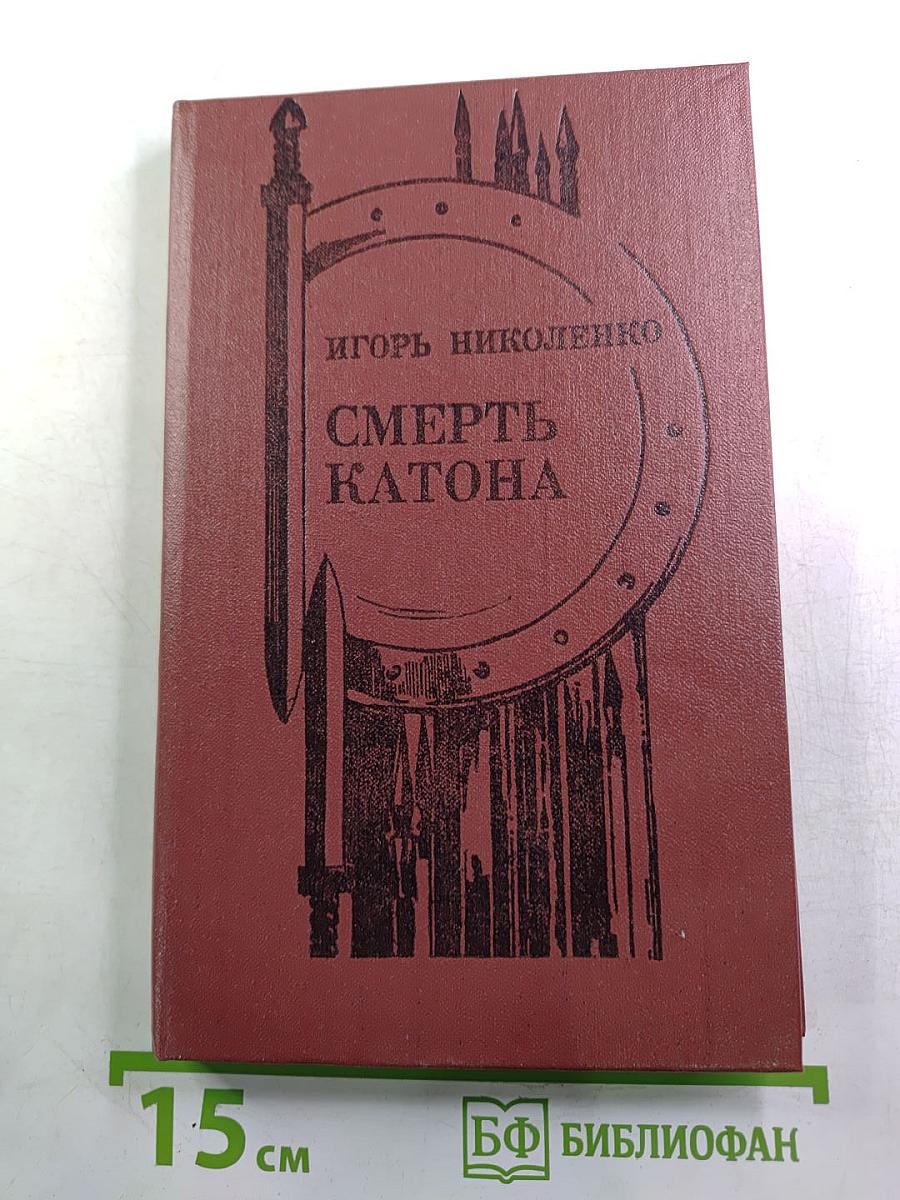 ИГОРЬ НИКОЛЕНКО
СМЕРТЬ
КАТОНА
15 см
БФ БИБЛИОФАН